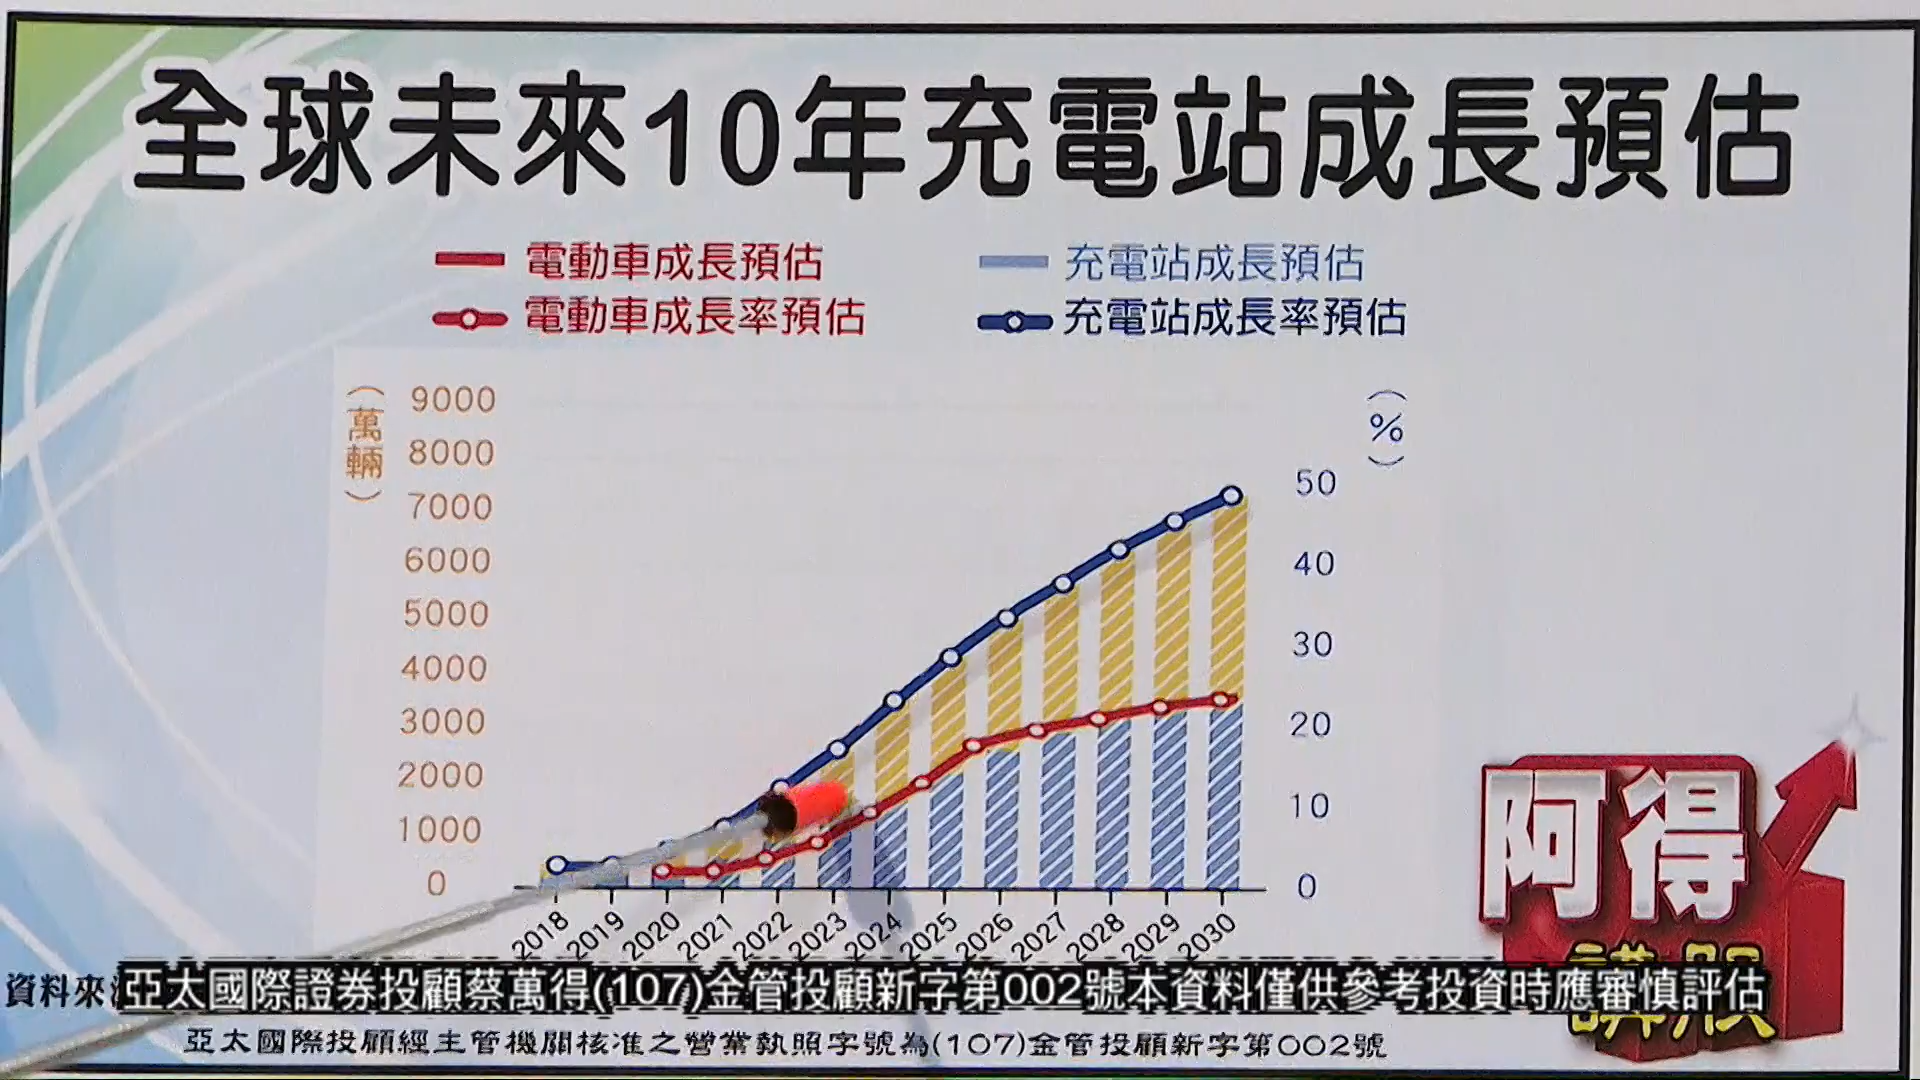 全球未來10年充電站成長預估
電動車成長預估 充電站成長預估
電動車成長率預估 充電站成長率預估
(萬輛)
9000
8000
7000
6000
5000
4000
3000
2000
1000
0
(%)
50
40
30
20
10
0
2018 2019 2020 2021 2022 2023 2024 2025 2026 2027 2028 2029 2030
阿得
講股
資料來
亞太國際證券投顧蔡萬得(107)金管投顧新字第002號本資料僅供參考投資時應審慎評估
亞太國際投顧經主管機關核准之營業執照字號為(107)金管投顧新字第002號